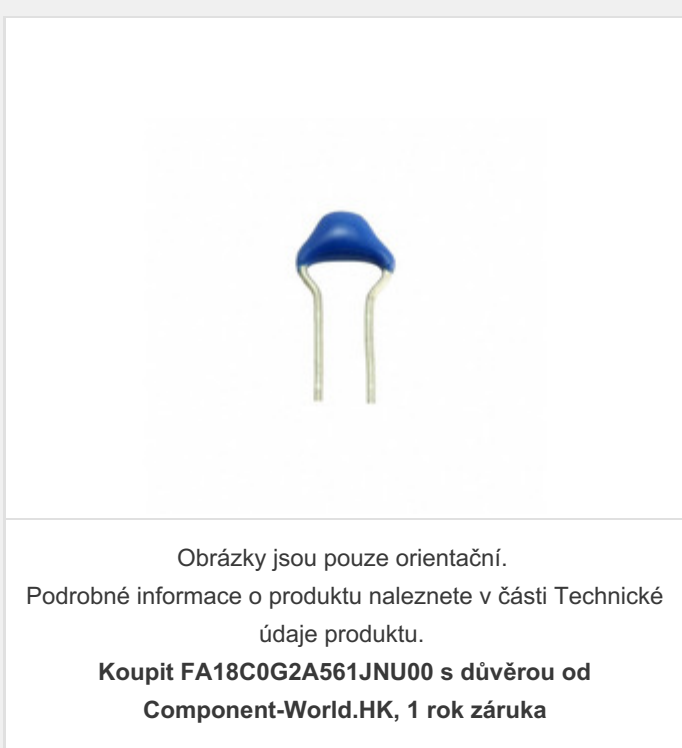 Obrázky jsou pouze orientační.
Podrobné informace o produktu naleznete v části Technické
údaje produktu.
Koupit FA18C0G2A561JNU00 s důvěrou od
Component-World.HK, 1 rok záruka